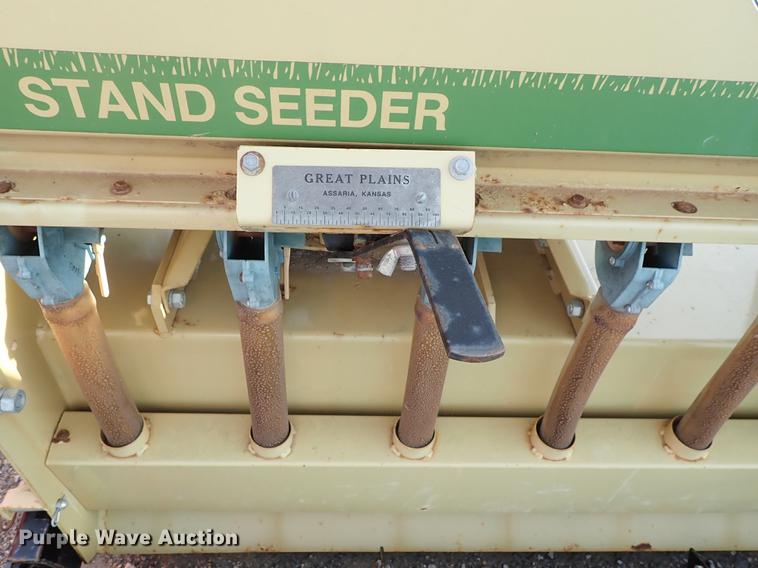 STAND SEEDER
GREAT PLAINS
ASSARIA, KANSAS
Purple Wave Auction